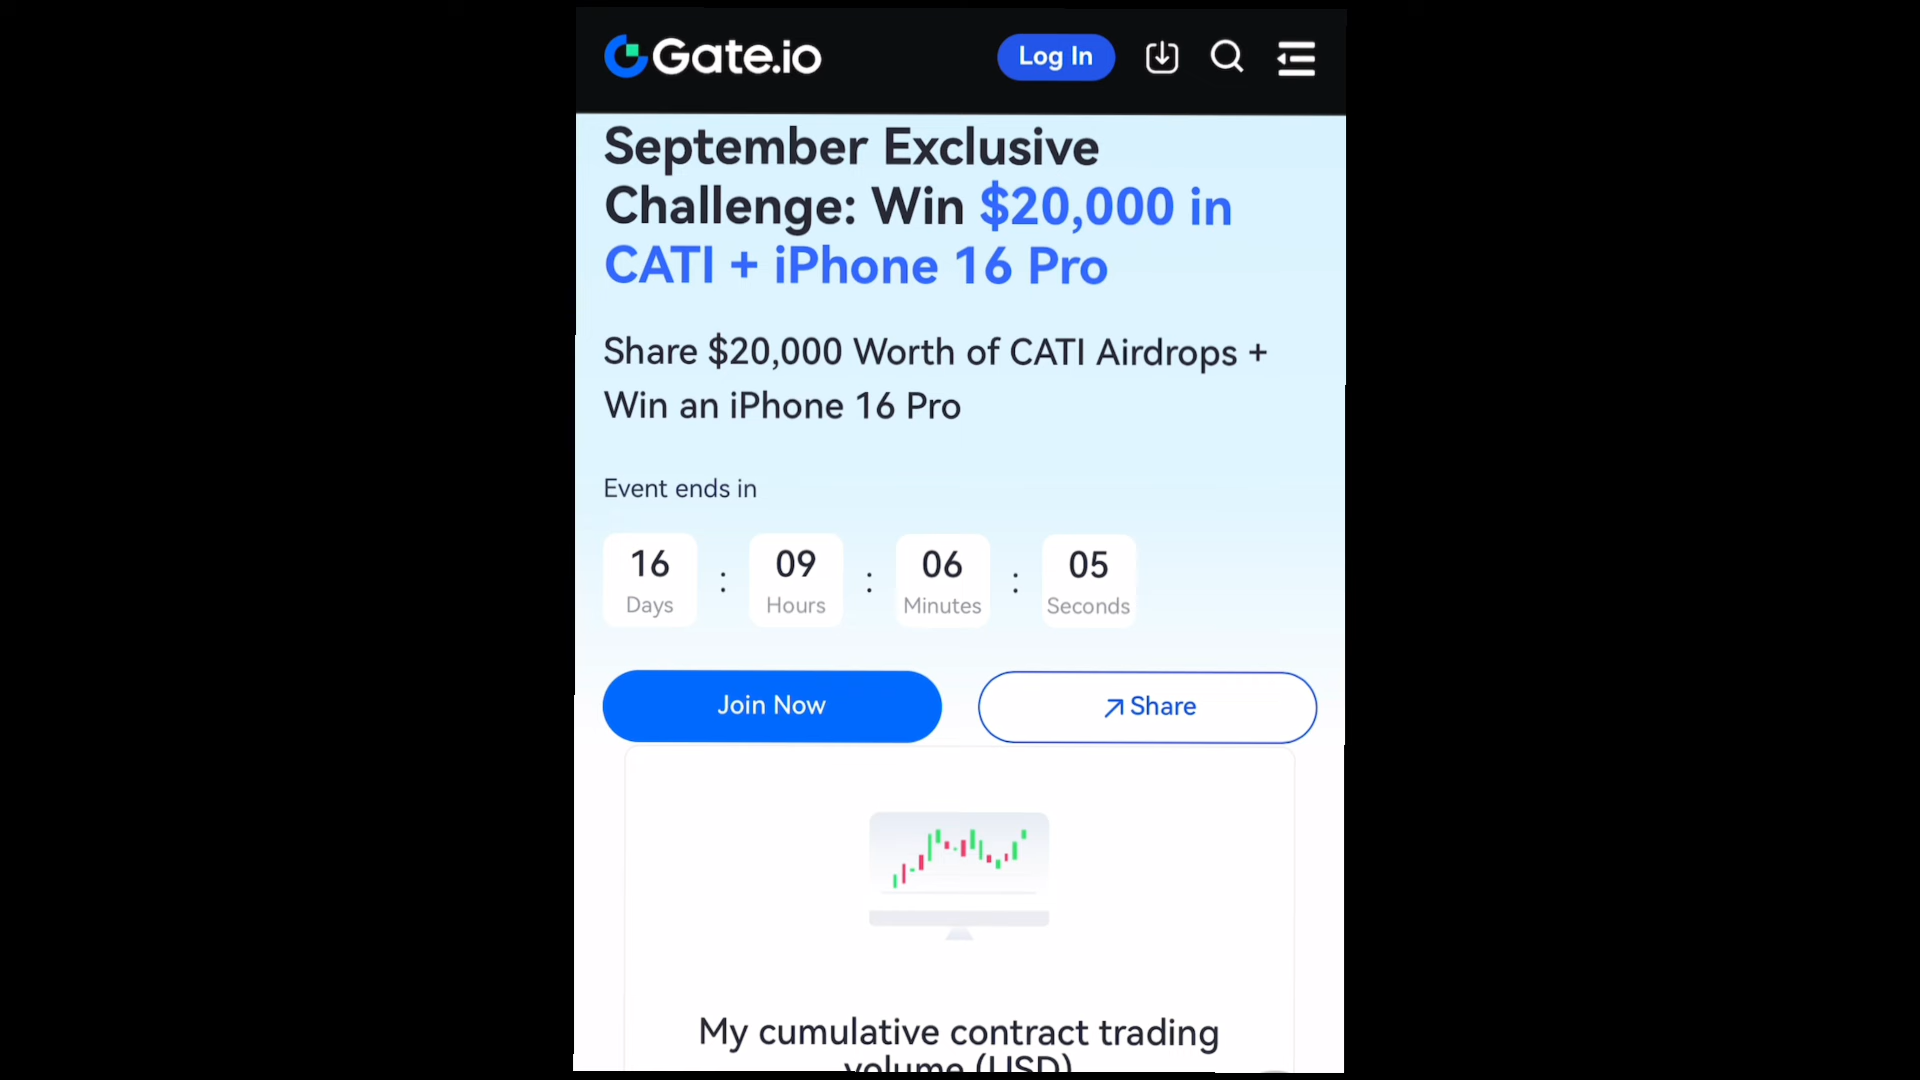 Gate.io
Log In
September Exclusive
Challenge: Win $20,000 in
CATI + iPhone 16 Pro
Share $20,000 Worth of CATI Airdrops +
Win an iPhone 16 Pro
Event ends in
16 : 09 : 06 : 05
Days Hours Minutes Seconds
Join Now
Share
My cumulative contract trading
volume (USD)